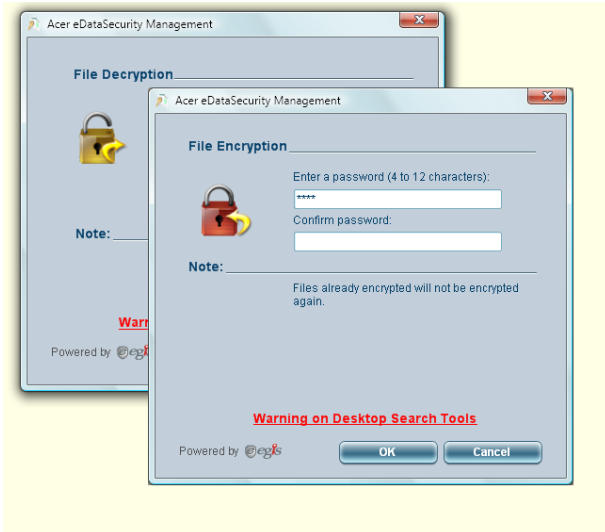 Acer eDataSecurity Management
File Decryption
Note:
Warn
Powered by egis
Acer eDataSecurity Management
File Encryption
Enter a password (4 to 12 characters):
****
Confirm password:
Note:
Files already encrypted will not be encrypted
again.
Warning on Desktop Search Tools
Powered by egis
OK
Cancel